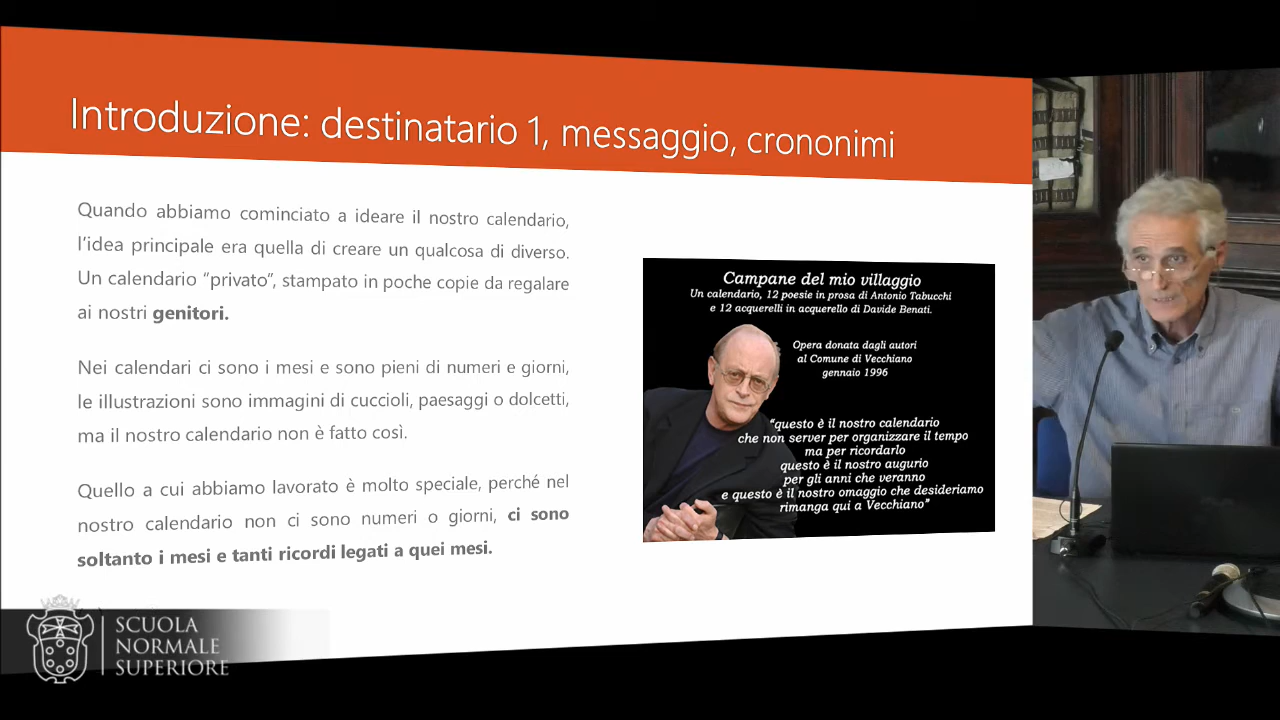 Introduzione: destinatario 1, messaggio, crononimi
Quando abbiamo cominciato a ideare il nostro calendario,
l'idea principale era quella di creare un qualcosa di diverso.
Un calendario “privato”, stampato in poche copie da regalare
ai nostri genitori.
Nei calendari ci sono i mesi e sono pieni di numeri e giorni,
le illustrazioni sono immagini di cuccioli, paesaggi o dolcetti,
ma il nostro calendario non è fatto così.
Quello a cui abbiamo lavorato è molto speciale, perché nel
nostro calendario non ci sono numeri o giorni, ci sono
soltanto i mesi e tanti ricordi legati a quei mesi.
Campane del mio villaggio
Un calendario, 12 poesie in prosa di Antonio Tabucchi
e 12 acquerelli in acquerello di Davide Benati.
Opera donata dagli autori
al Comune di Vecchiano
gennaio 1996
“questo è il nostro calendario
che non server per organizzare il tempo
ma per ricordarlo
questo è il nostro augurio
per gli anni che veranno
e questo è il nostro omaggio che desideriamo
rimanga qui a Vecchiano”
SCUOLA
NORMALE
SUPERIORE